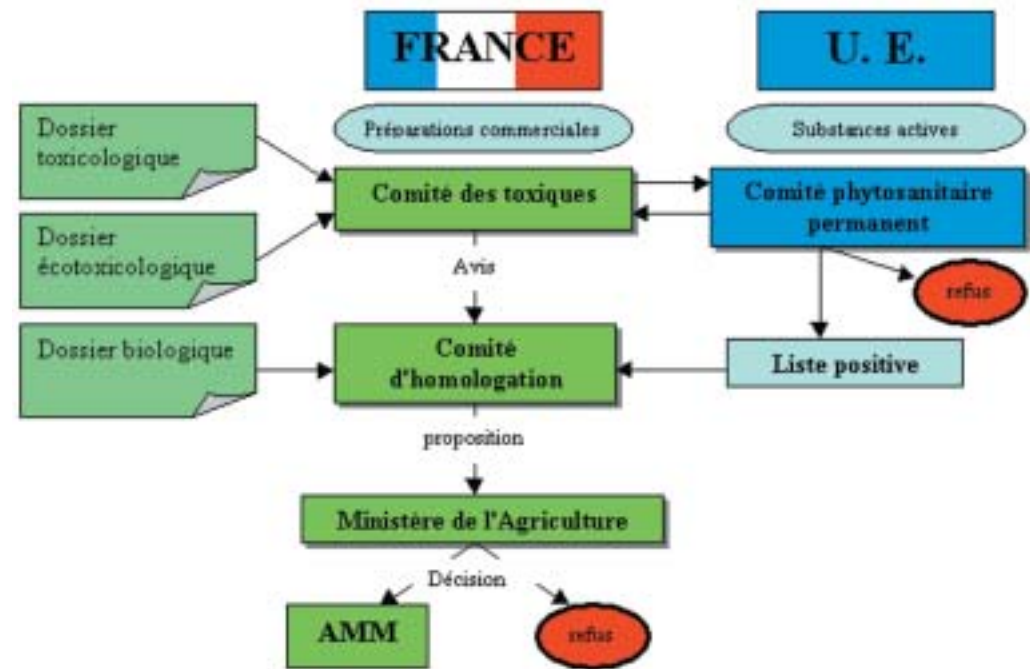 FRANCE
U. E.
Préparations commerciales
Substances actives
Dossier
toxicologique
Comité des toxiques
Comité phytosanitaire
permanent
Dossier
écotoxicologique
Avis
refus
Dossier biologique
Comité
d'homologation
Liste positive
proposition
Ministère de l'Agriculture
Décision
AMM
refus